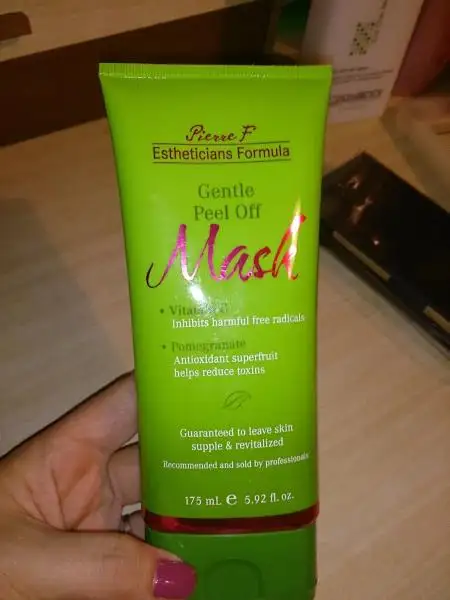 Pierre F
Estheticians Formula
Gentle
Peel Off
Mask
• Vitamin
Inhibits harmful free radicals
• Pomegranate
Antioxidant superfruit
helps reduce toxins
Guaranteed to leave skin
supple & revitalized
Recommended and sold by professionals
175 mL e 5.92 fl. oz.